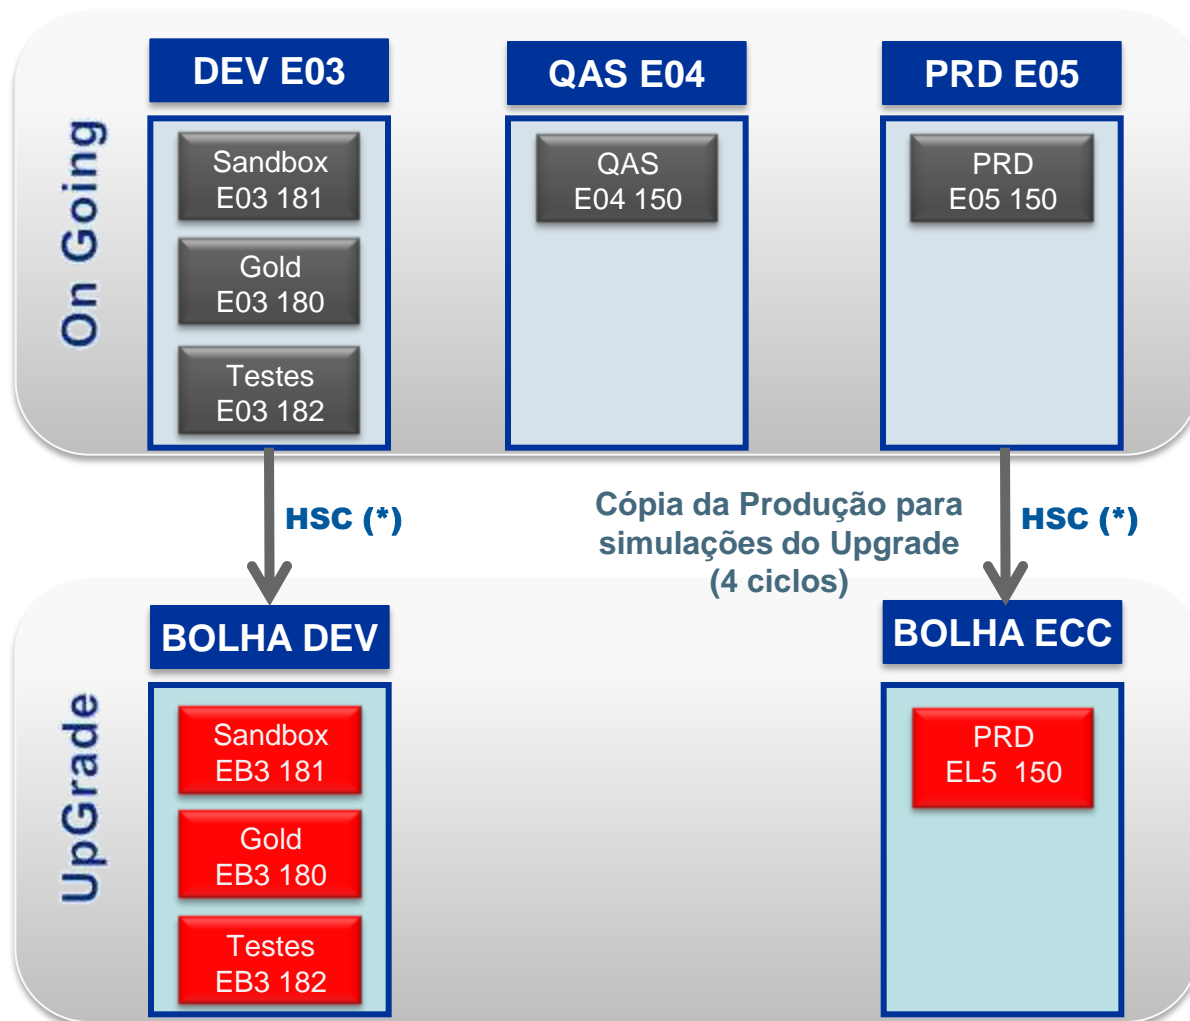 On Going
DEV E03
QAS E04
PRD E05
Sandbox
E03 181
Gold
E03 180
Testes
E03 182
QAS
E04 150
PRD
E05 150
HSC (*)
Cópia da Produção para
simulações do Upgrade
(4 ciclos)
HSC (*)
UpGrade
BOLHA DEV
BOLHA ECC
Sandbox
EB3 181
Gold
EB3 180
Testes
EB3 182
PRD
EL5 150